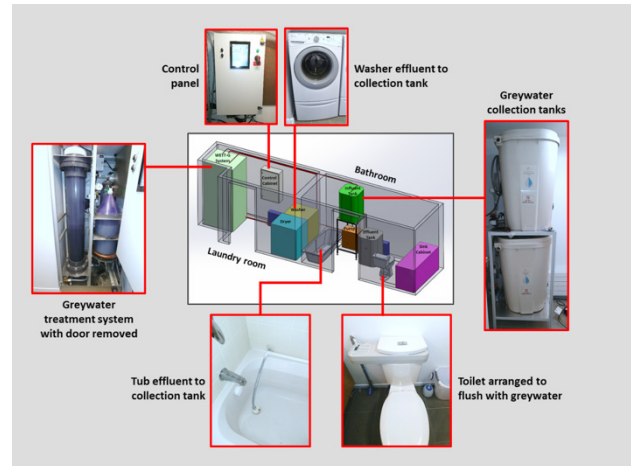 Control
panel
Washer effluent to
collection tank
Greywater
collection tanks
Bathroom
Laundry room
Control
Cabinet
Washer
Dryer
Effluent
Tank
Sink
Cabinet
Greywater
treatment system
with door removed
Tub effluent to
collection tank
Toilet arranged to
flush with greywater